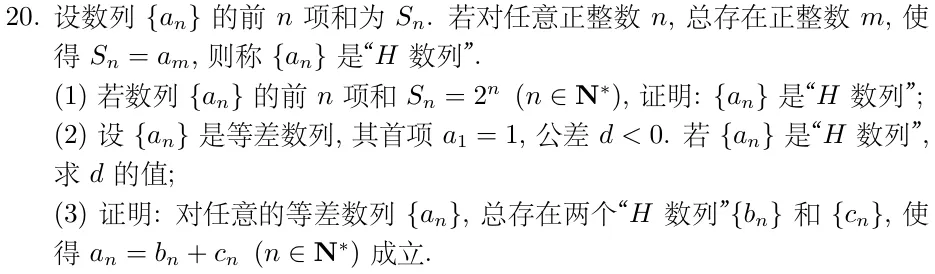 20. 设数列 {aₙ} 的前 n 项和为 Sₙ. 若对任意正整数 n, 总存在正整数 m, 使
得 Sₙ = aₘ, 则称 {aₙ} 是“H 数列”.
(1) 若数列 {aₙ} 的前 n 项和 Sₙ = 2ⁿ (n ∈ N*), 证明: {aₙ} 是“H 数列”;
(2) 设 {aₙ} 是等差数列, 其首项 a₁ = 1, 公差 d < 0. 若 {aₙ} 是“H 数列”,
求 d 的值;
(3) 证明: 对任意的等差数列 {aₙ}, 总存在两个“H 数列”{bₙ} 和 {cₙ}, 使
得 aₙ = bₙ + cₙ (n ∈ N*) 成立.